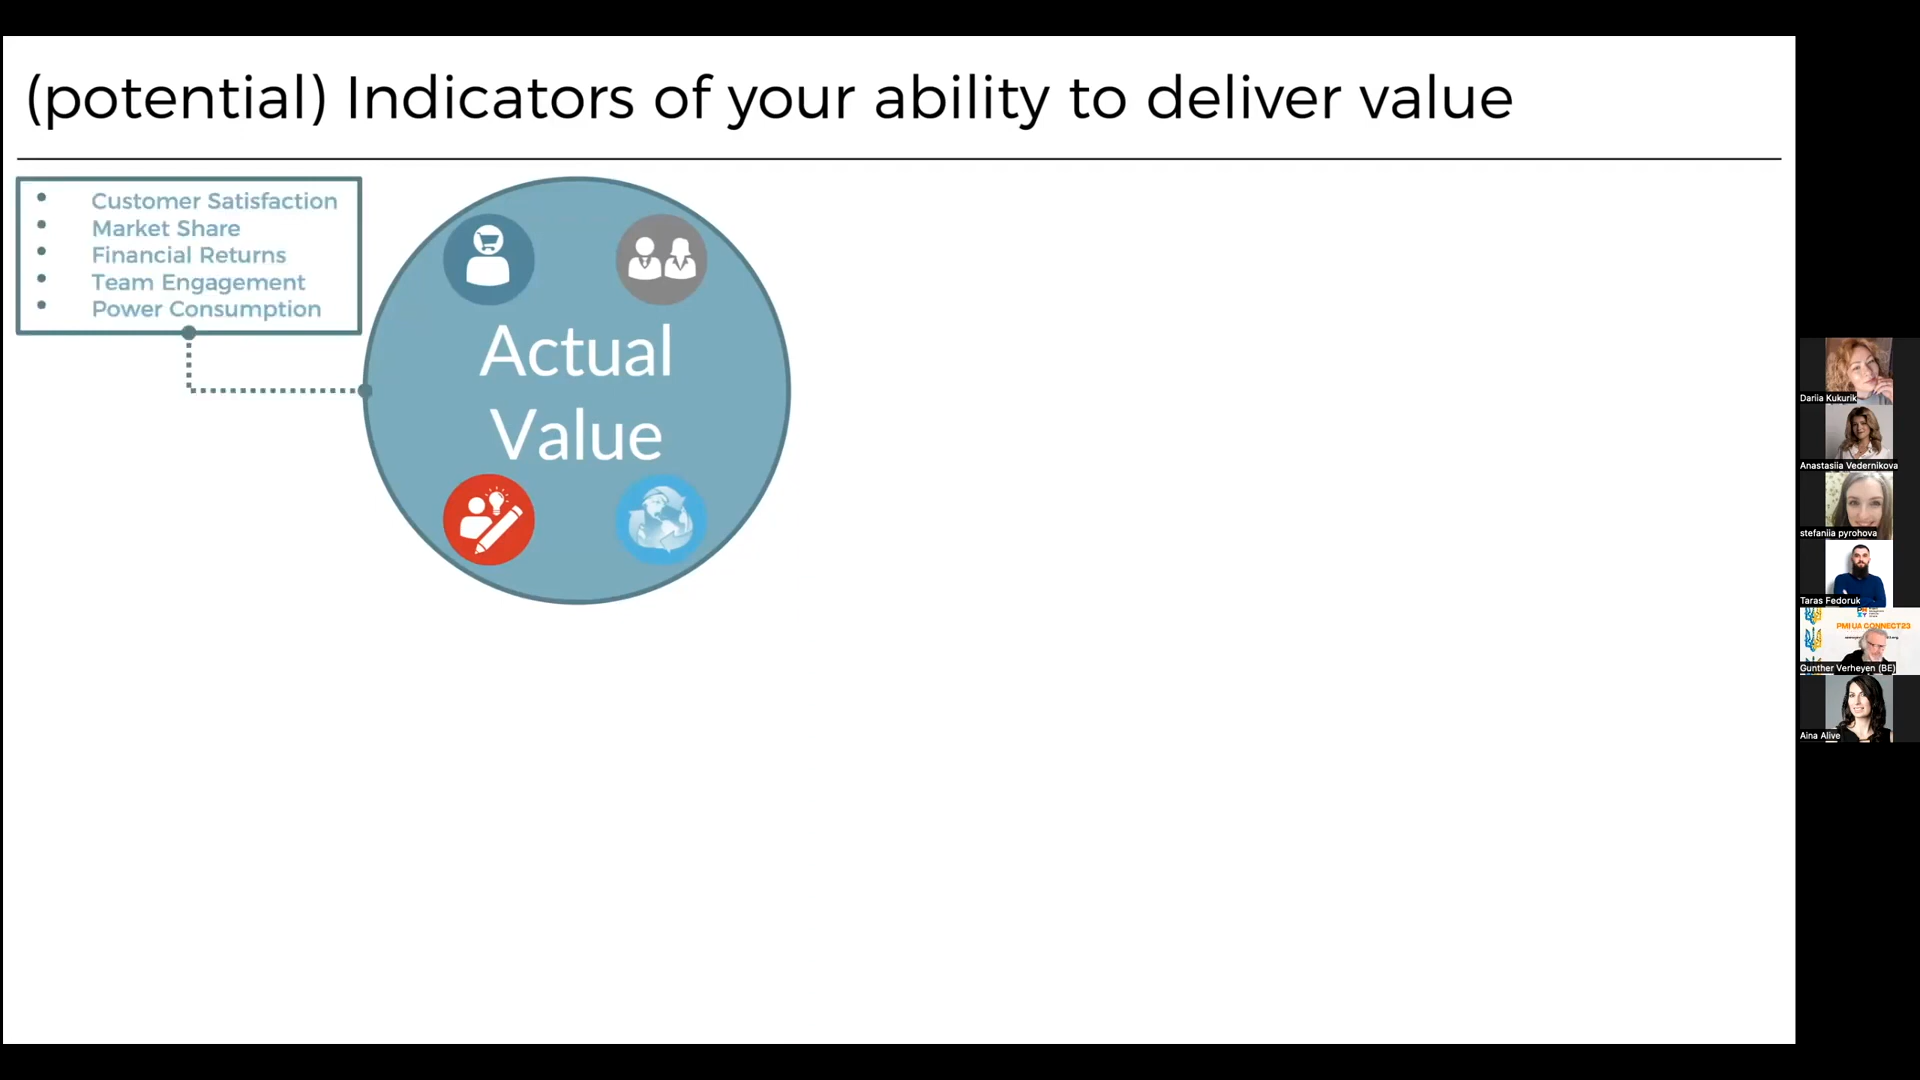 (potential) Indicators of your ability to deliver value
• Customer Satisfaction
• Market Share
• Financial Returns
• Team Engagement
• Power Consumption
Actual
Value
Dariia Kukurik
Anastasiia Vedernikova
stefaniia pyrohova
Taras Fedoruk
PMI UA CONNECT23
Gunther Verheyen (BE)
Aina Alive